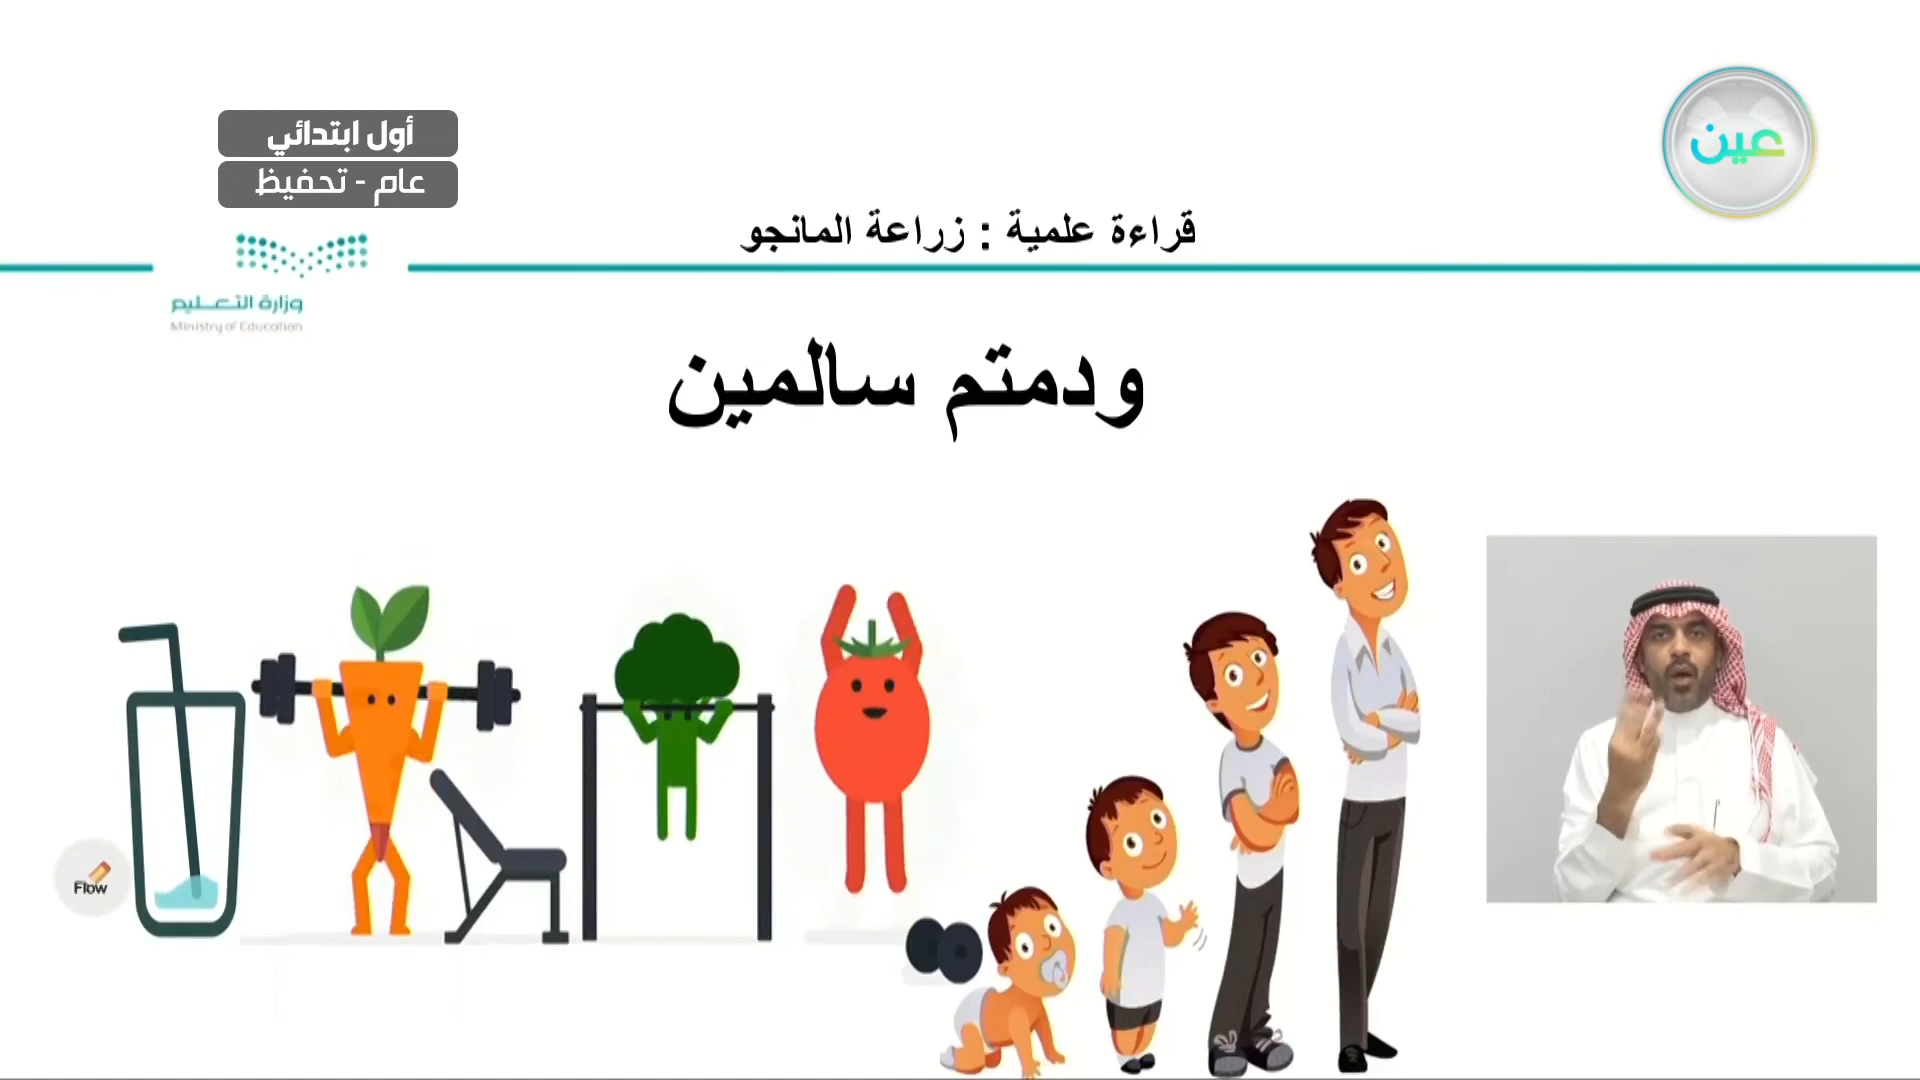 أول ابتدائي
عام - تحفيظ
عين
قراءة علمية : زراعة المانجو
وزارة التعليم
Ministry of Education
ودمتم سالمين
Flow